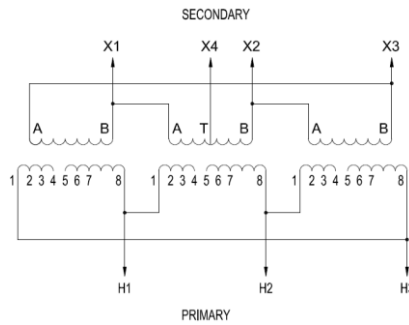 SECONDARY
X1 X4 X2 X3
A B A T B A B
1 2 3 4 5 6 7 8 1 2 3 4 5 6 7 8 1 2 3 4 5 6 7 8
H1 H2 H3
PRIMARY